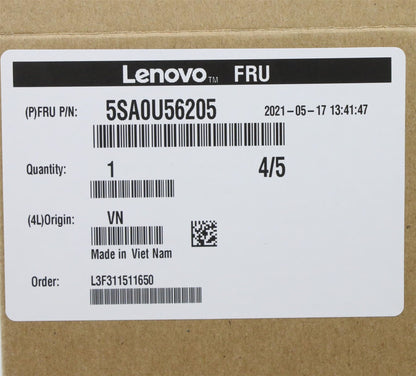 Lenovo™ FRU
(P)FRU P/N: 5SA0U56205 2021-05-17 13:41:47
Quantity: 1 4/5
(4L)Origin: VN
Made in Viet Nam
Order: L3F311511650